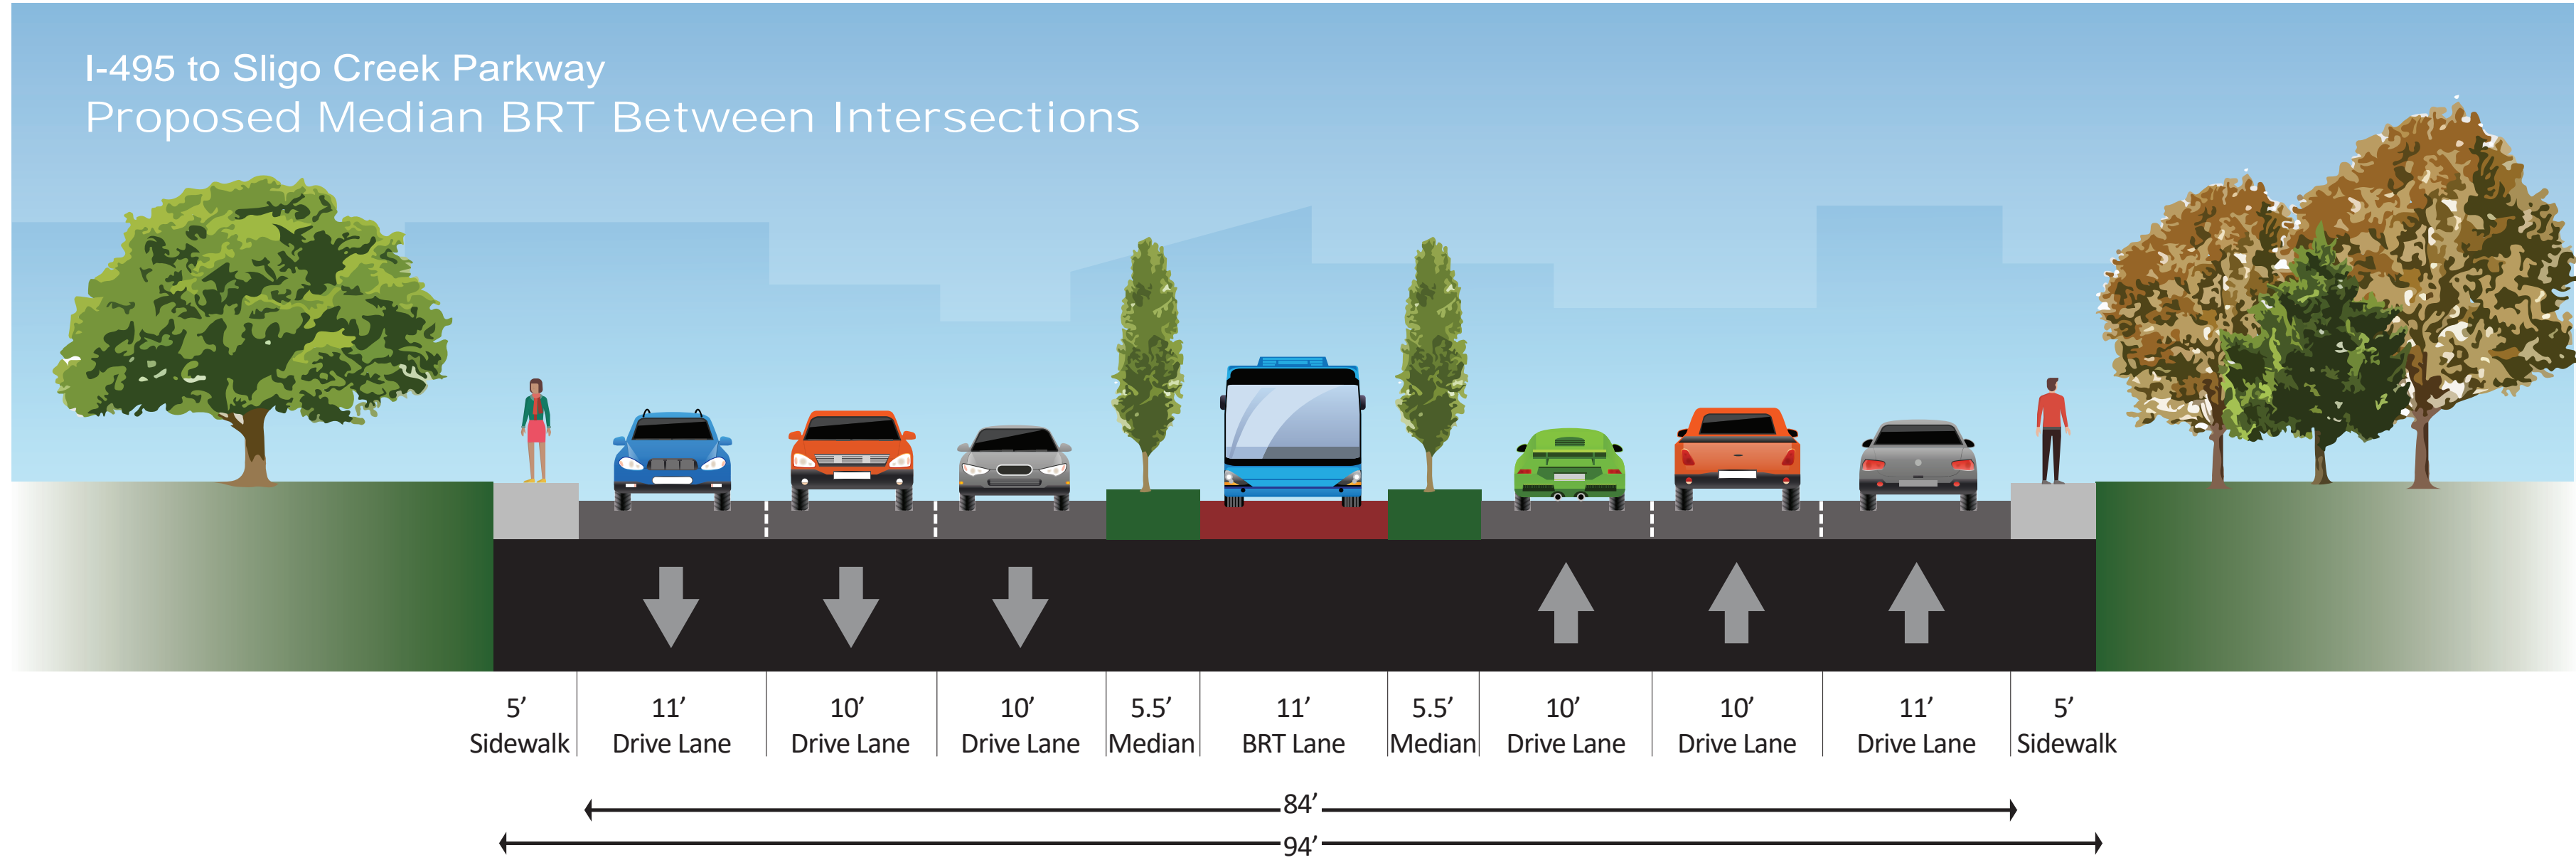 I-495 to Sligo Creek Parkway
Proposed Median BRT Between Intersections
5’ 11’ 10’ 10’ 5.5’ 11’ 5.5’ 10’ 10’ 11’ 5’
Sidewalk Drive Lane Drive Lane Drive Lane Median BRT Lane Median Drive Lane Drive Lane Drive Lane Sidewalk
84’
94’